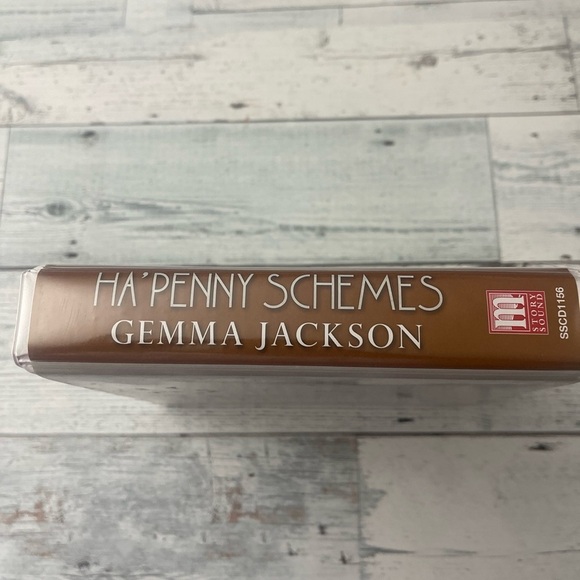 HA'PENNY SCHEMES
GEMMA JACKSON
m
STORY
SOUND
SSCD1156